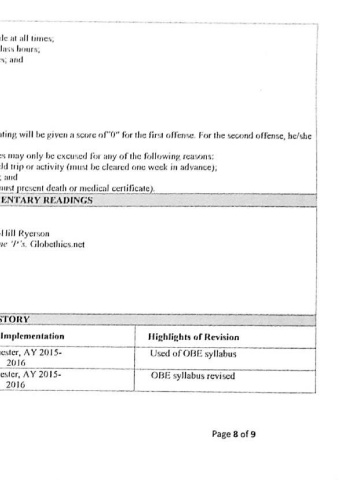 le at all times;
lass hours;
s; and
ting will be given a score of"0" for the first offense. For the second offense, he/she
es may only be excused for any of the following reasons:
ld trip or activity (must be cleared one week in advance);
; and
must present death or medical certificate).
ENTARY READINGS
Hill Ryerson
ne 'P's. Globethics.net
STORY
Implementation Highlights of Revision
ester, AY 2015- Used of OBE syllabus
2016
ester, AY 2015- OBE syllabus revised
2016
Page 8 of 9